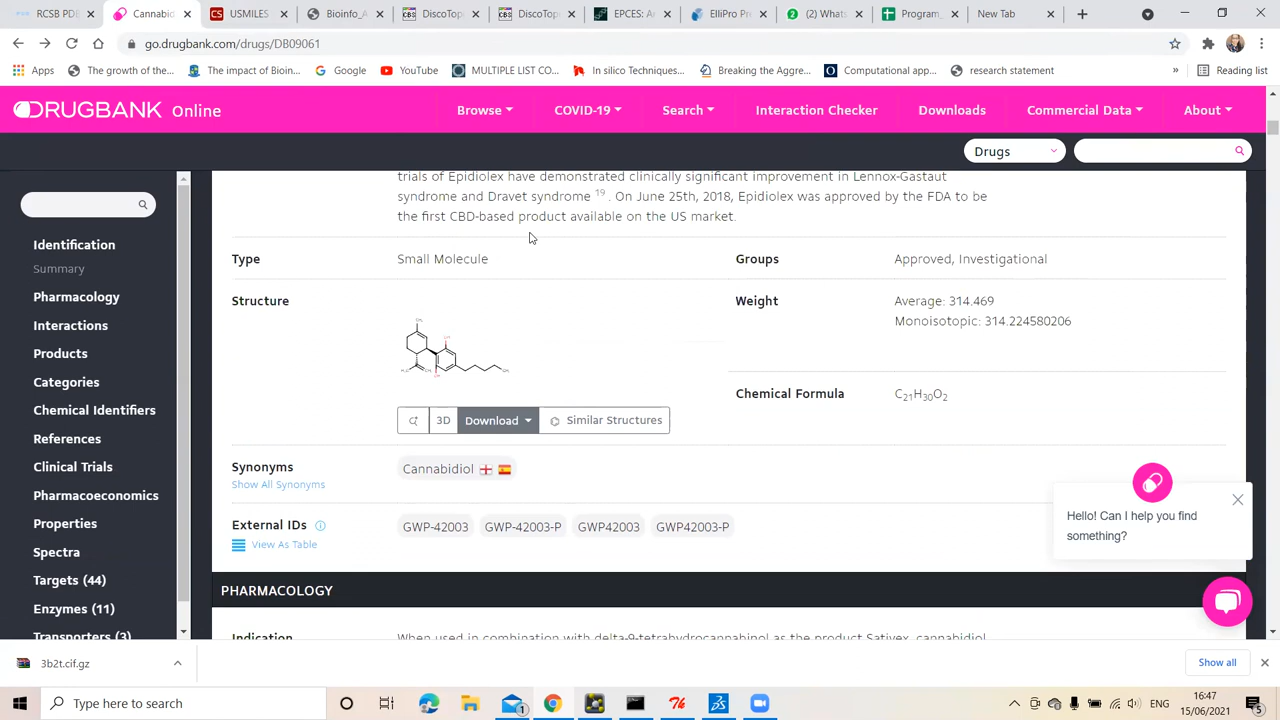 RCSB PDB
Cannabid
USMILES
Bioinfo_A
DiscoTop
DiscoTop
EPCES:
ElliPro Pre
(2) Whats
Program_
New Tab
go.drugbank.com/drugs/DB09061
Apps
The growth of the...
The impact of Bioin...
Google
YouTube
MULTIPLE LIST CO...
In silico Techniques...
Breaking the Aggre...
Computational app...
research statement
»
Reading list
DRUGBANK Online
Browse
COVID-19
Search
Interaction Checker
Downloads
Commercial Data
About
Drugs
trials of Epidiolex have demonstrated clinically significant improvement in Lennox-Gastaut
syndrome and Dravet syndrome 19 . On June 25th, 2018, Epidiolex was approved by the FDA to be
the first CBD-based product available on the US market.
Identification
Summary
Pharmacology
Interactions
Products
Categories
Chemical Identifiers
References
Clinical Trials
Pharmacoeconomics
Properties
Spectra
Targets (44)
Enzymes (11)
Transporters (3)
Type
Small Molecule
Groups
Approved, Investigational
Structure
Weight
Average: 314.469
Monoisotopic: 314.224580206
Chemical Formula
C21H30O2
3D
Download
Similar Structures
Synonyms
Show All Synonyms
Cannabidiol
External IDs
View As Table
GWP-42003
GWP-42003-P
GWP42003
GWP42003-P
Hello! Can I help you find
something?
PHARMACOLOGY
Indication
When used in combination with delta-9-tetrahydrocannabinol as the product Sativex, cannabidiol
3b2t.cif.gz
Show all
Type here to search
ENG
16:47
15/06/2021